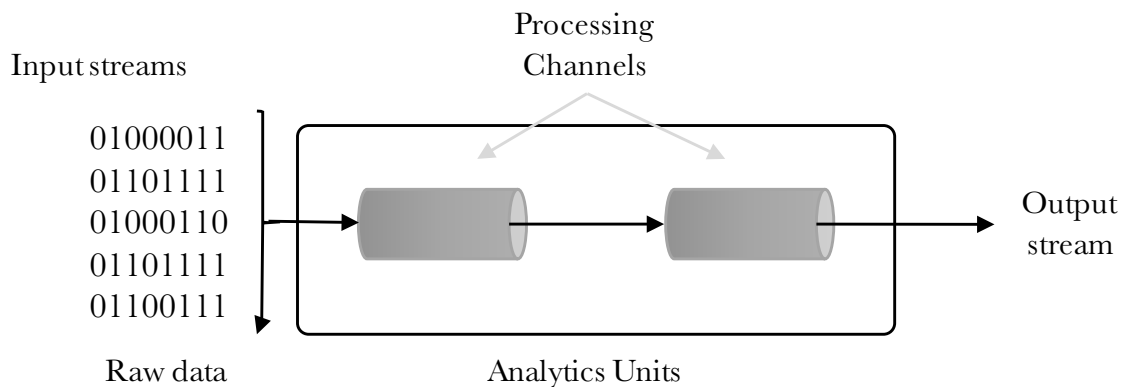 Processing
Channels
Input streams
01000011
01101111
01000110
01101111
01100111
Output
stream
Raw data
Analytics Units